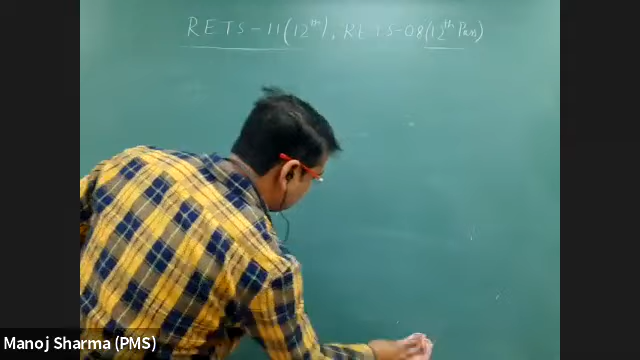 RETS-11(12th), RETS-08(12th Pass)
Manoj Sharma (PMS)